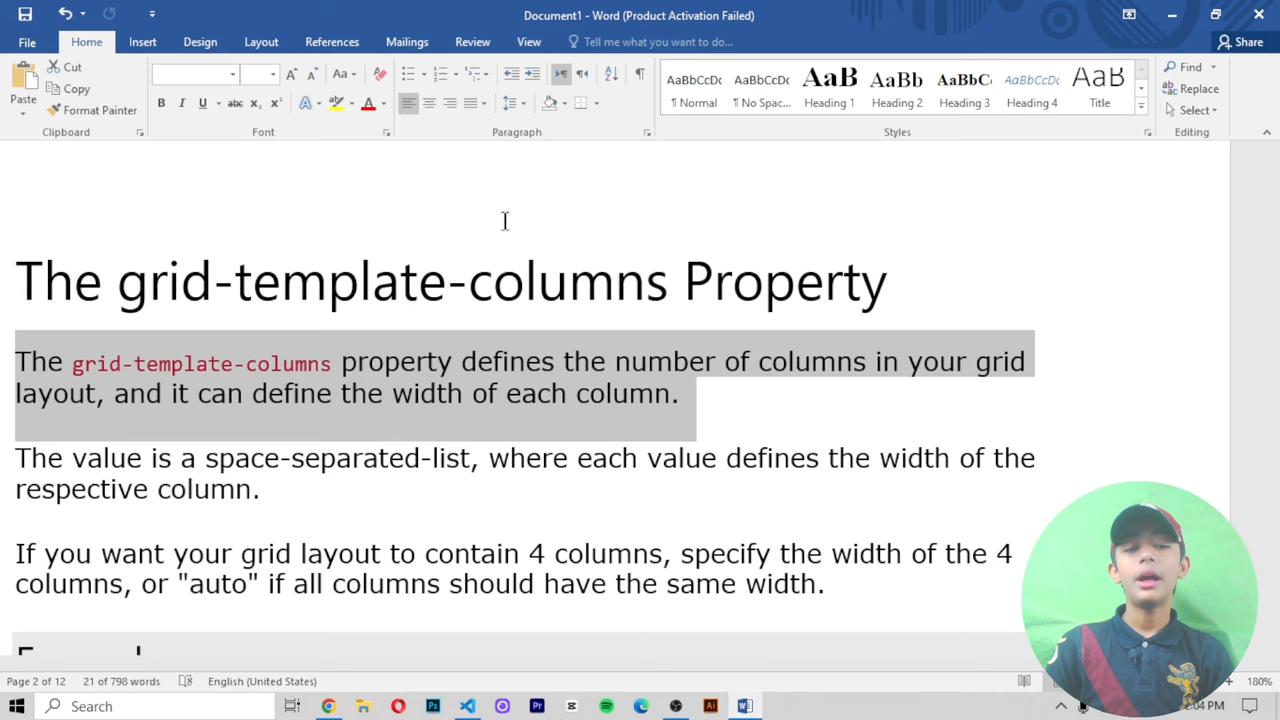 Document1 - Word (Product Activation Failed)
File Home Insert Design Layout References Mailings Review View Tell me what you want to do... Share
Paste Cut Copy Format Painter
Clipboard
Aa
B I U abc x₂ x² A A
Font
Paragraph
AaBbCcDc AaBbCcDc AaB AaBb AaBbC AaBbCcDc AaB
¶ Normal ¶ No Spac... Heading 1 Heading 2 Heading 3 Heading 4 Title
Styles
Find
Replace
Select
Editing
The grid-template-columns Property
The grid-template-columns property defines the number of columns in your grid
layout, and it can define the width of each column.
The value is a space-separated-list, where each value defines the width of the
respective column.
If you want your grid layout to contain 4 columns, specify the width of the 4
columns, or "auto" if all columns should have the same width.
Page 2 of 12 21 of 798 words English (United States) 180%
Search
:04 PM